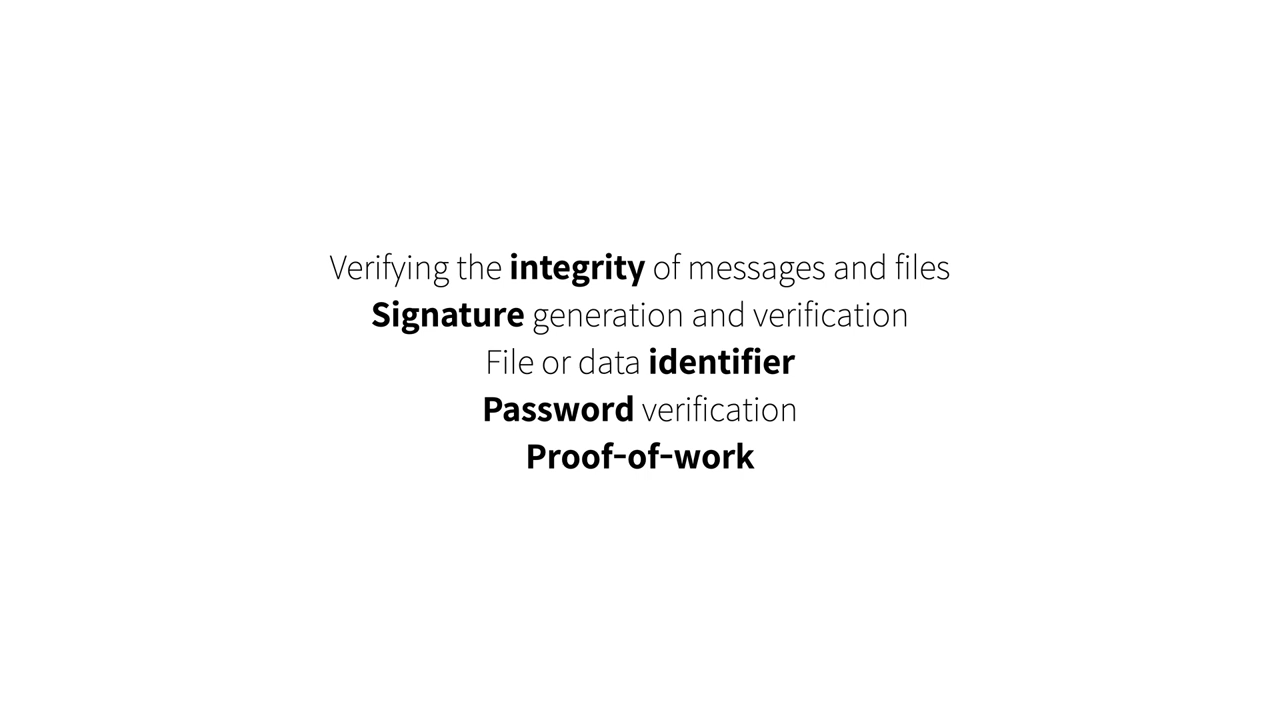 Verifying the integrity of messages and files
Signature generation and verification
File or data identifier
Password verification
Proof-of-work